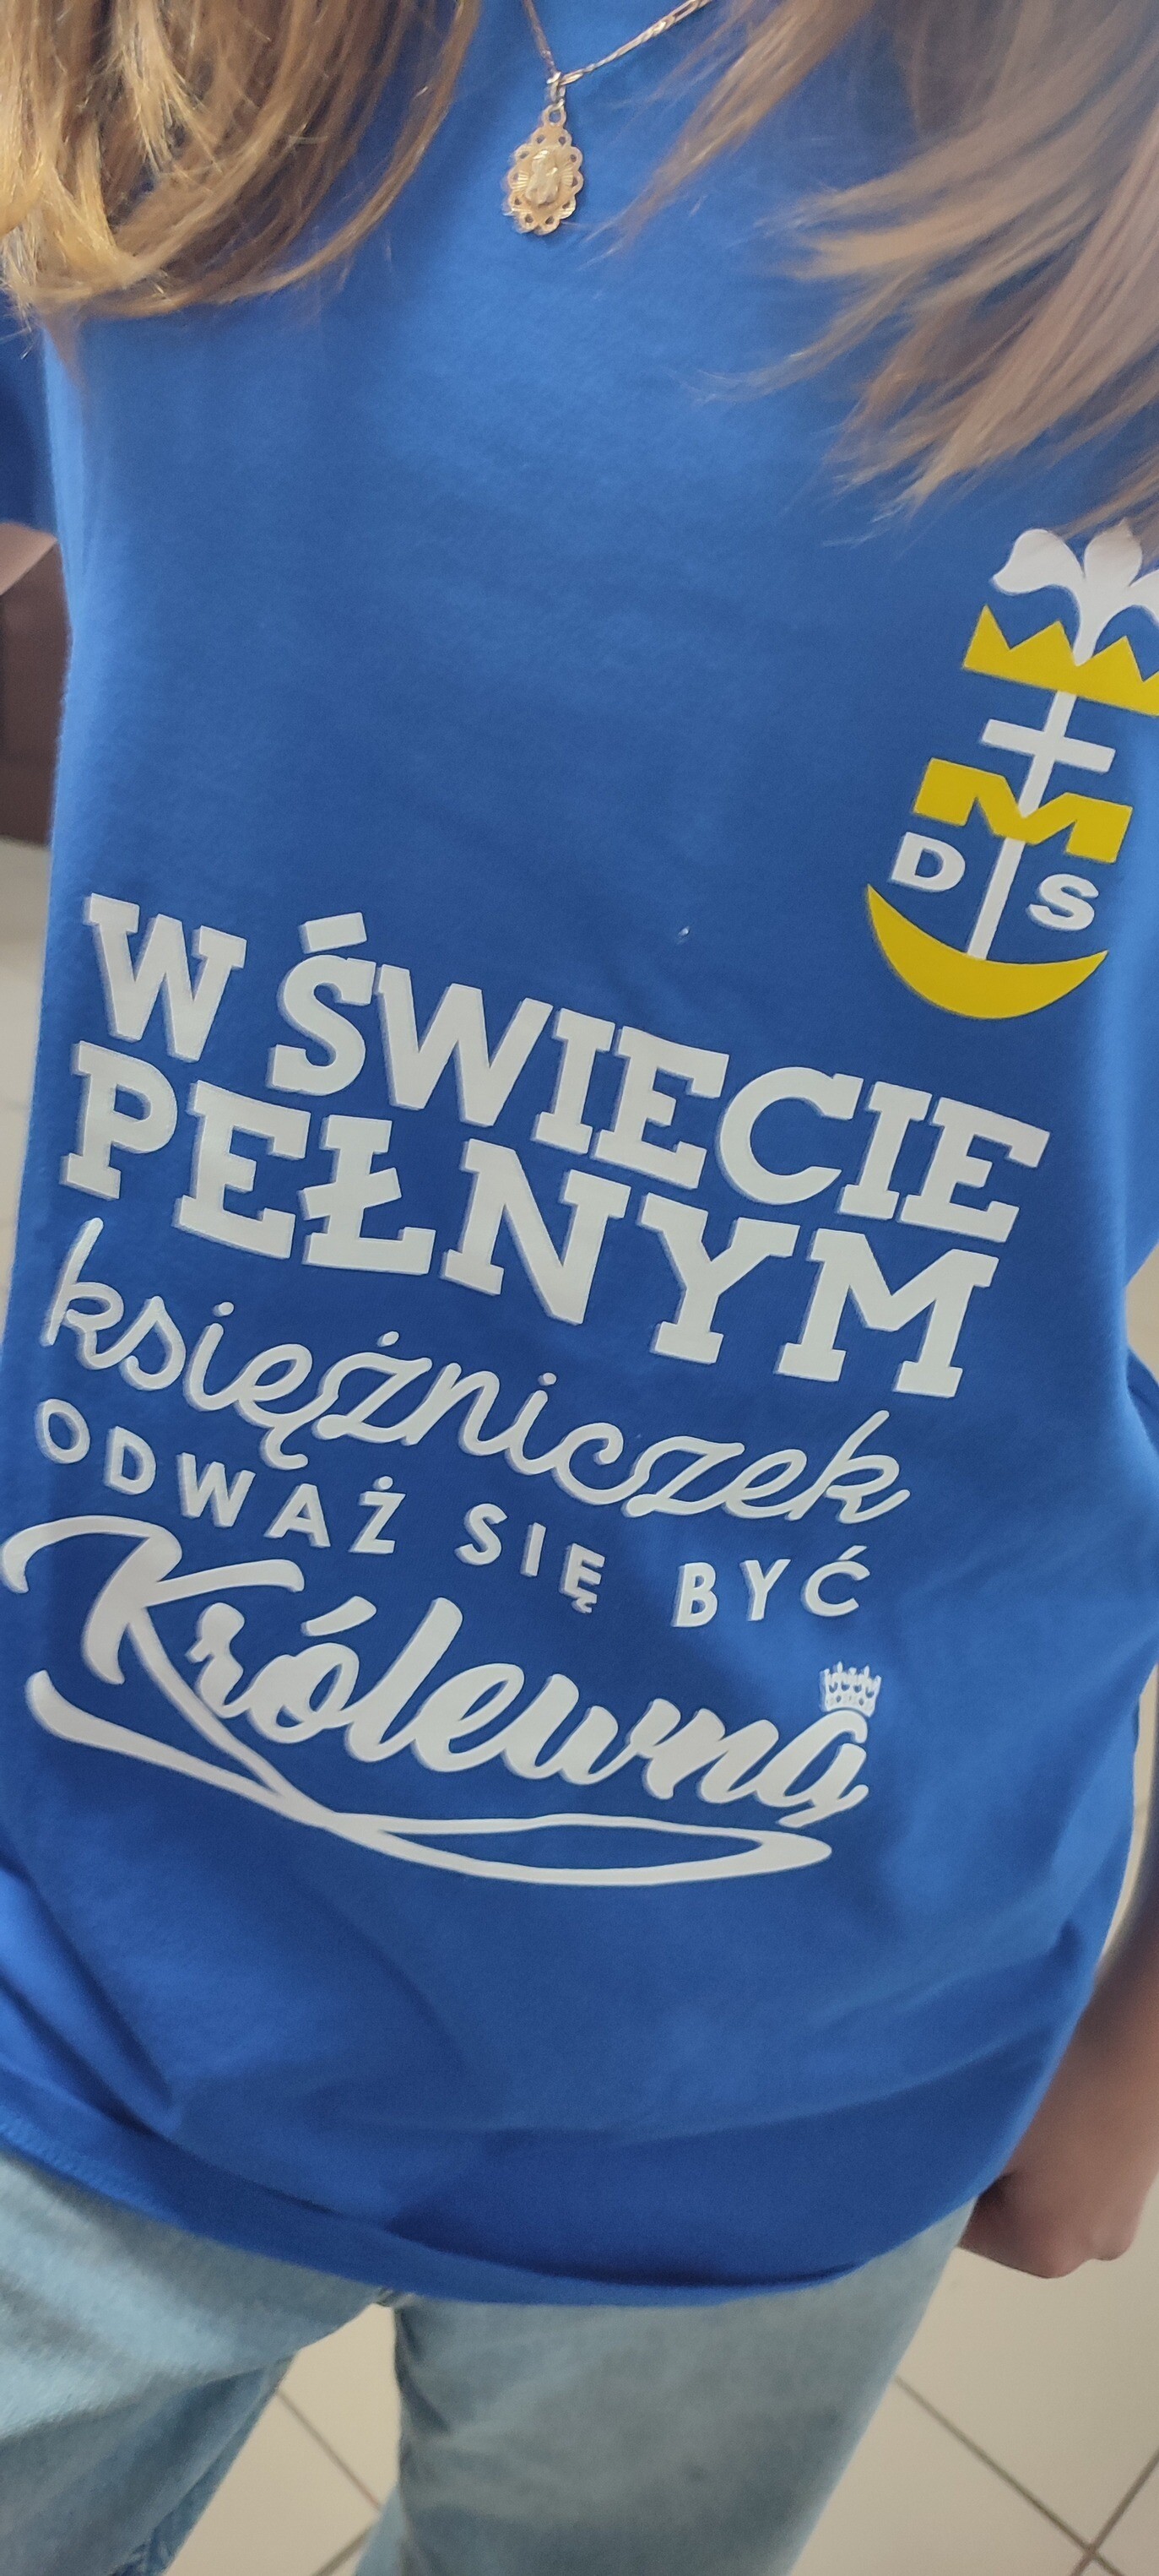 M
D S
W ŚWIECIE
PEŁNYM
księżniczek
ODWAŻ SIĘ BYĆ
Królewną